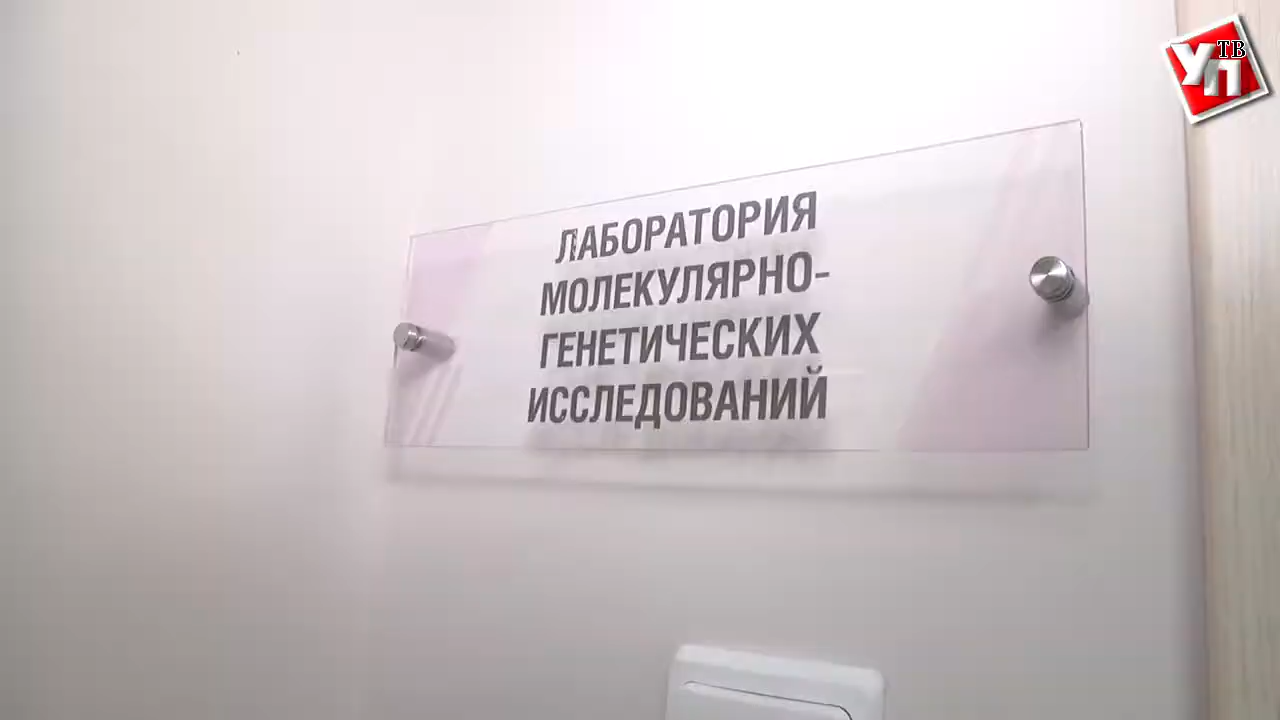 ТВ
УП
ЛАБОРАТОРИЯ
МОЛЕКУЛЯРНО-
ГЕНЕТИЧЕСКИХ
ИССЛЕДОВАНИЙ